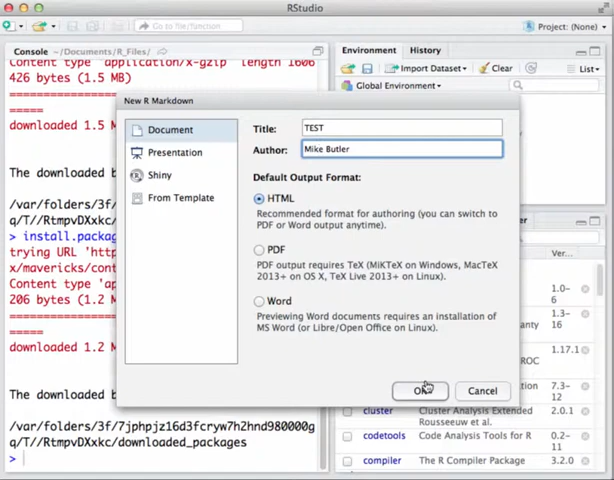 RStudio
Go to file/function
Project: (None)
Console ~/Documents/R_Files/
Environment History
Import Dataset Clear List
Global Environment
Content type 'application/x-gzip' length 1606
426 bytes (1.5 MB)
downloaded 1.5
The downloaded b
/var/folders/3f/
q/T//RtmpvDXxkc/
> install.packag
trying URL 'http
x/mavericks/cont
Content type 'ap
206 bytes (1.2 M
=====
downloaded 1.2 M
The downloaded b
/var/folders/3f/7jphpjz16d3fcryw7h2hnd980000g
q/T//RtmpvDXxkc/downloaded_packages
>
New R Markdown
Document
Presentation
Shiny
From Template
Title: TEST
Author: Mike Butler
Default Output Format:
HTML
Recommended format for authoring (you can switch to
PDF or Word output anytime).
PDF
PDF output requires TeX (MiKTeX on Windows, MacTeX
2013+ on OS X, TeX Live 2013+ on Linux).
Word
Previewing Word documents requires an installation of
MS Word (or Libre/Open Office on Linux).
Cancel
Ver...
1.0-
6
1.3-
16
1.17.1
ROC
7.3-
12
cluster Cluster Analysis Extended 2.0.1
Rousseeuw et al.
codetools Code Analysis Tools for R 0.2-
11
compiler The R Compiler Package 3.2.0